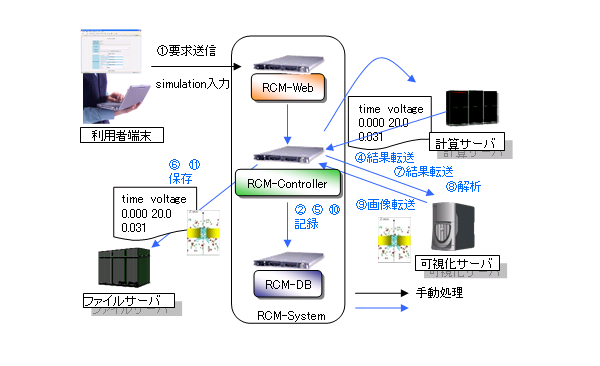 ①要求送信
simulation入力
利用者端末
RCM-Web
time voltage
0.000 20.0
0.031
計算サーバ
④結果転送
⑦結果転送
⑧解析
RCM-Controller
⑥ ⑪
保存
time voltage
0.000 20.0
0.031
② ⑤ ⑩
記録
⑨画像転送
可視化サーバ
ファイルサーバ
RCM-DB
RCM-System
手動処理